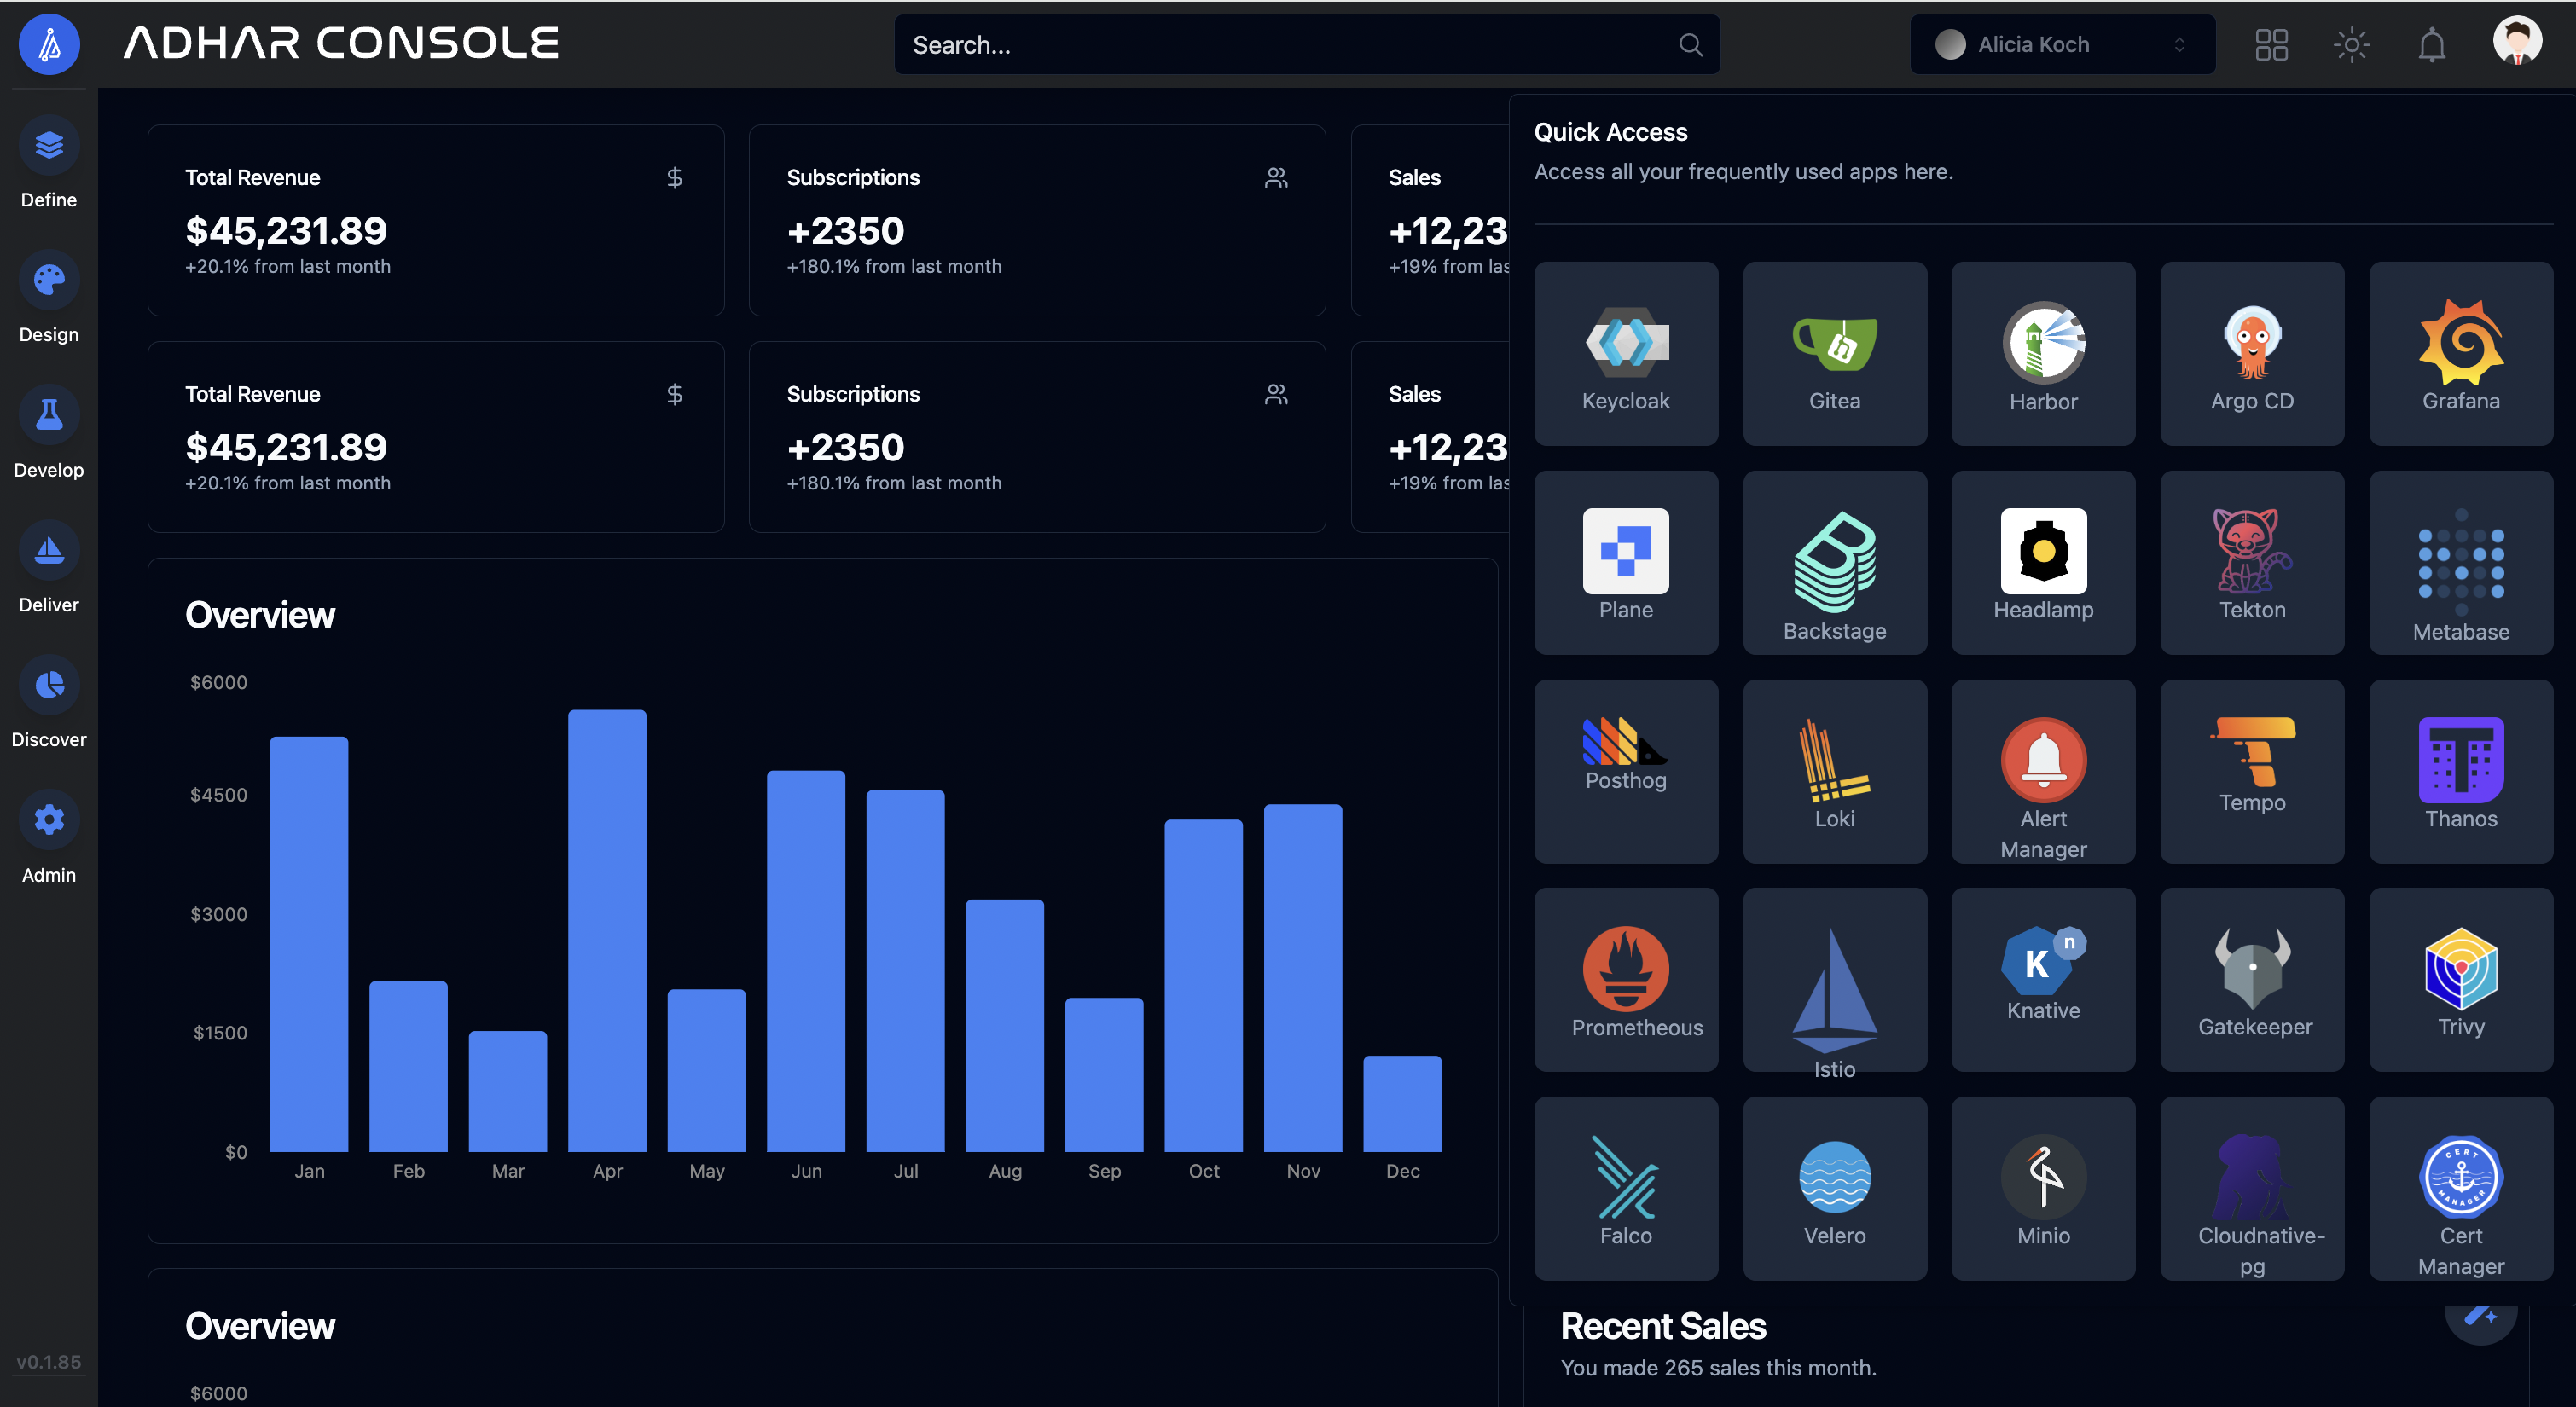 ADHAR CONSOLE
Search...
Alicia Koch
Define
Design
Develop
Deliver
Discover
Admin
v0.1.85
Total Revenue
$45,231.89
+20.1% from last month
Subscriptions
+2350
+180.1% from last month
Sales
+12,23
+19% from las
Total Revenue
$45,231.89
+20.1% from last month
Subscriptions
+2350
+180.1% from last month
Sales
+12,23
+19% from las
Overview
$6000
$4500
$3000
$1500
$0
Jan
Feb
Mar
Apr
May
Jun
Jul
Aug
Sep
Oct
Nov
Dec
Overview
$6000
Quick Access
Access all your frequently used apps here.
Keycloak
Gitea
Harbor
Argo CD
Grafana
Plane
Backstage
Headlamp
Tekton
Metabase
Posthog
Loki
Alert
Manager
Tempo
Thanos
Prometheous
Istio
K n
Knative
Gatekeeper
Trivy
Falco
Velero
Minio
Cloudnative-
pg
CERT
MANAGER
Cert
Manager
Recent Sales
You made 265 sales this month.